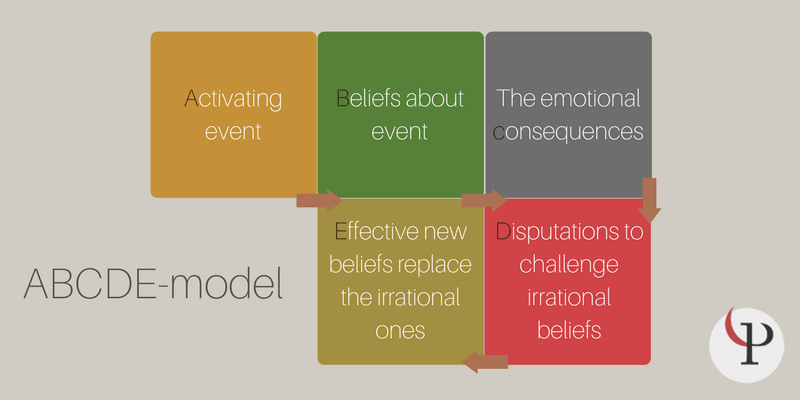 Activating
event
Beliefs about
event
The emotional
consequences
Effective new
beliefs replace
the irrational
ones
Disputations to
challenge
irrational
beliefs
ABCDE-model
P